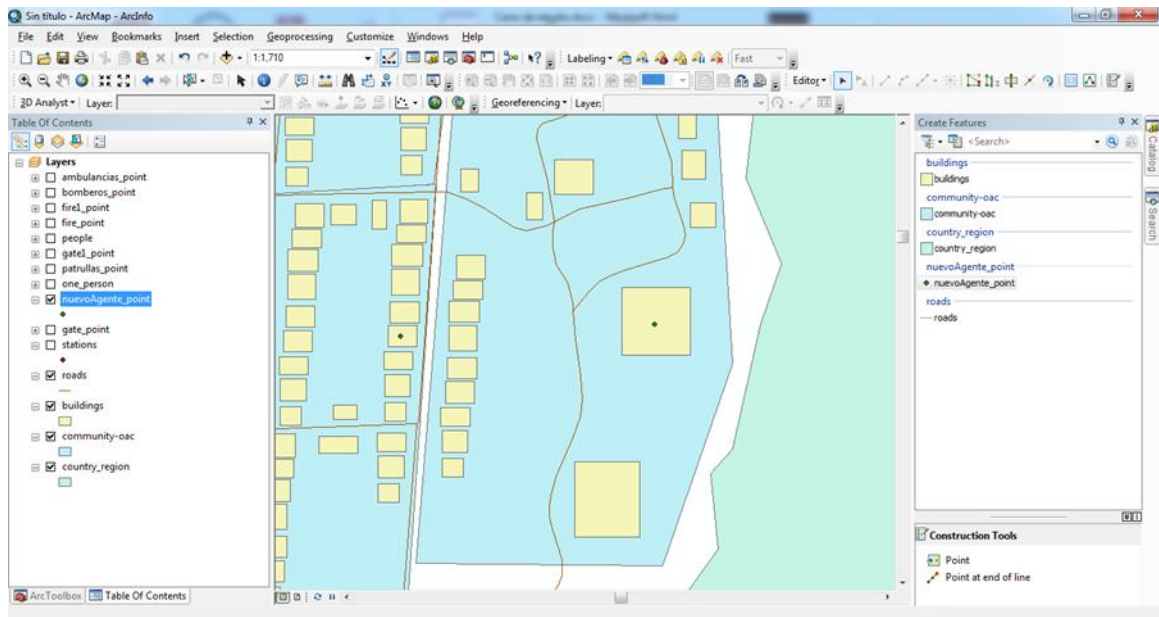 Sin título - ArcMap - ArcInfo
File Edit View Bookmarks Insert Selection Geoprocessing Customize Windows Help
1:1,710 Labeling Fast
Editor
3D Analyst Layer: Georeferencing Layer:
Table Of Contents
Layers
ambulancias_point
bomberos_point
fire1_point
fire_point
people
gate1_point
patrullas_point
one_person
nuevoAgente_point
gate_point
stations
roads
buildings
community-oac
country_region
ArcToolbox Table Of Contents
Create Features
<Search>
buildings
buildings
community-oac
community-oac
country_region
country_region
nuevoAgente_point
nuevoAgente_point
roads
roads
Construction Tools
Point
Point at end of line
Catalog
Search